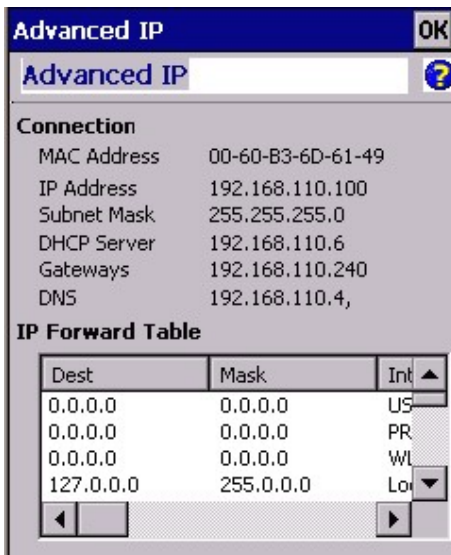 Advanced IP OK
Advanced IP ?
Connection
MAC Address 00-60-B3-6D-61-49
IP Address 192.168.110.100
Subnet Mask 255.255.255.0
DHCP Server 192.168.110.6
Gateways 192.168.110.240
DNS 192.168.110.4,
IP Forward Table
Dest Mask Int
0.0.0.0 0.0.0.0 US
0.0.0.0 0.0.0.0 PR
0.0.0.0 0.0.0.0 WL
127.0.0.0 255.0.0.0 Loo